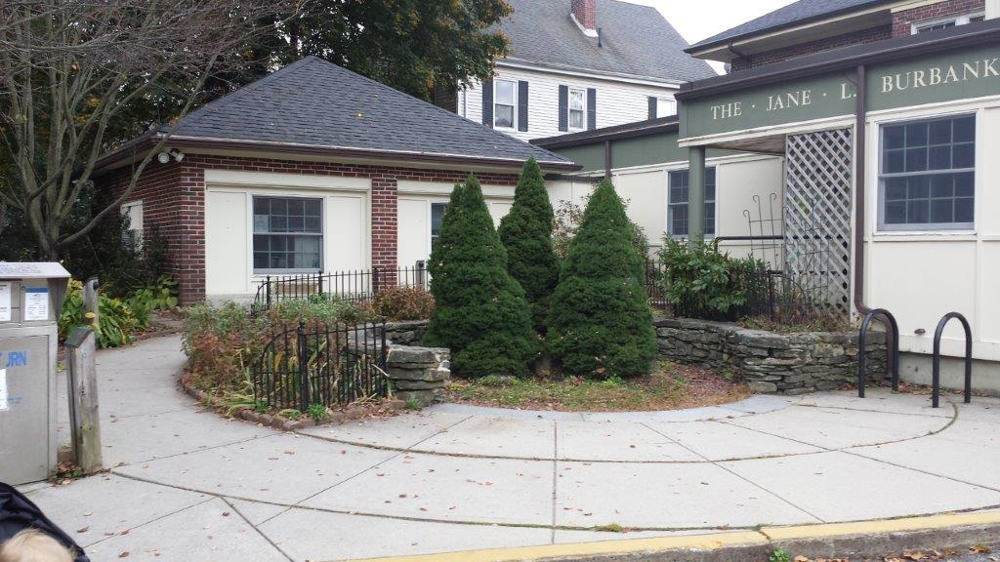 THE · JANE · L. BURBANK
URN